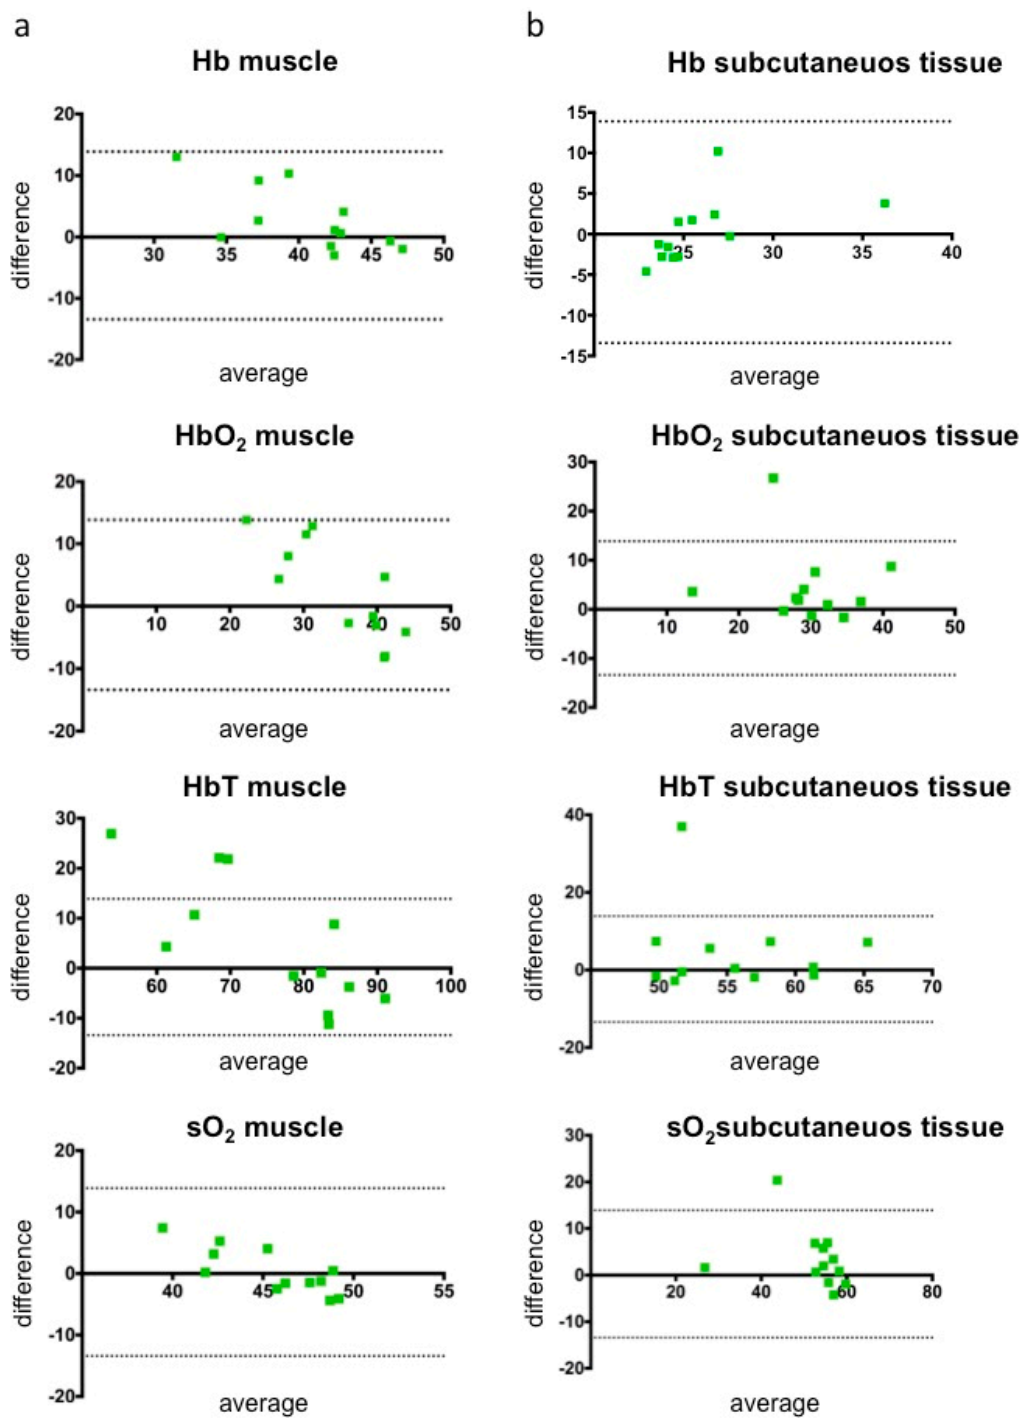 a
b
Hb muscle
20
10
0
-10
-20
30 35 40 45 50
difference
average
Hb subcutaneuos tissue
15
10
5
0
-5
-10
-15
25 30 35 40
difference
average
HbO₂ muscle
20
10
0
-10
-20
10 20 30 40 50
difference
average
HbO₂ subcutaneuos tissue
30
20
10
0
-10
-20
10 20 30 40 50
difference
average
HbT muscle
30
20
10
0
-10
-20
60 70 80 90 100
difference
average
HbT subcutaneuos tissue
40
20
0
-20
50 55 60 65 70
difference
average
sO₂ muscle
20
10
0
-10
-20
40 45 50 55
difference
average
sO₂subcutaneuos tissue
30
20
10
0
-10
-20
20 40 60 80
difference
average